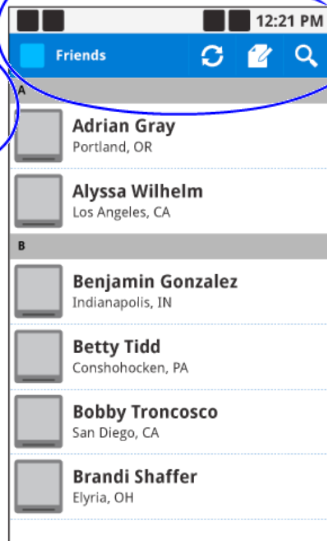 12:21 PM
Friends
A
Adrian Gray
Portland, OR
Alyssa Wilhelm
Los Angeles, CA
B
Benjamin Gonzalez
Indianapolis, IN
Betty Tidd
Conshohocken, PA
Bobby Troncosco
San Diego, CA
Brandi Shaffer
Elyria, OH